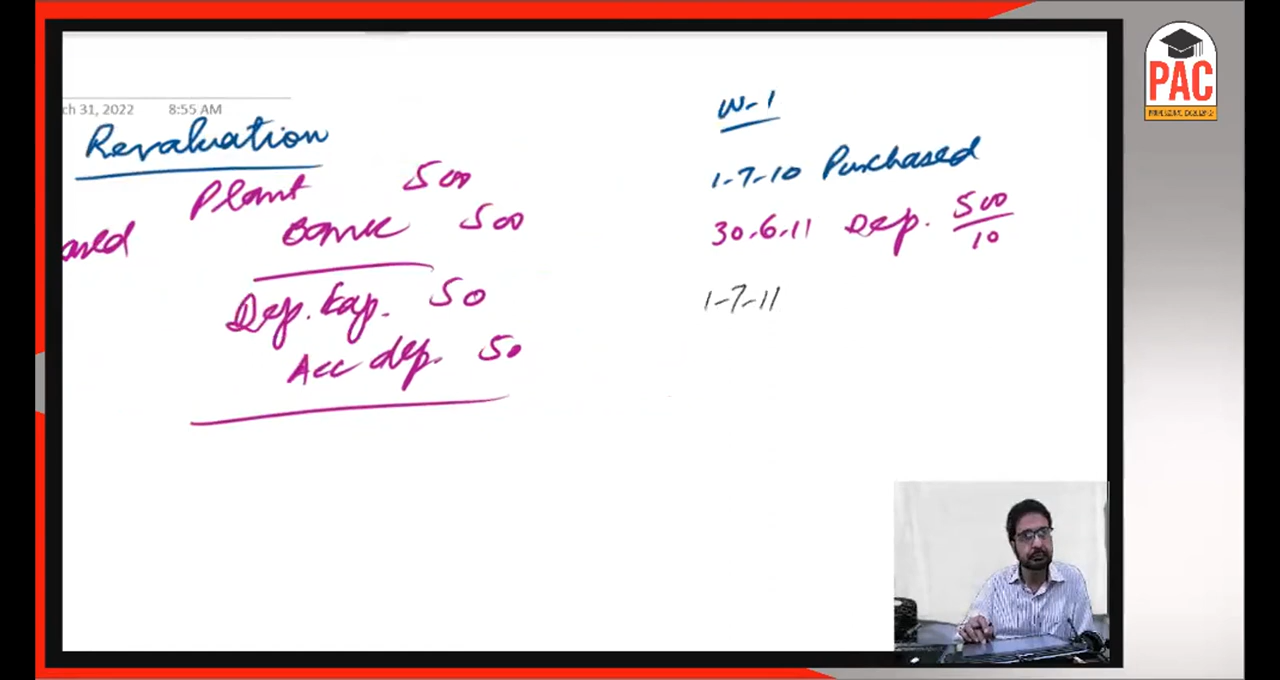 ch 31, 2022 8:55 AM
Revaluation
Plant 500
Bank 500
Dep. Exp. 50
Acc dep. 50
W-1
1-7-10 Purchased
30.6.11 Dep. 500
10
1-7-11
PAC